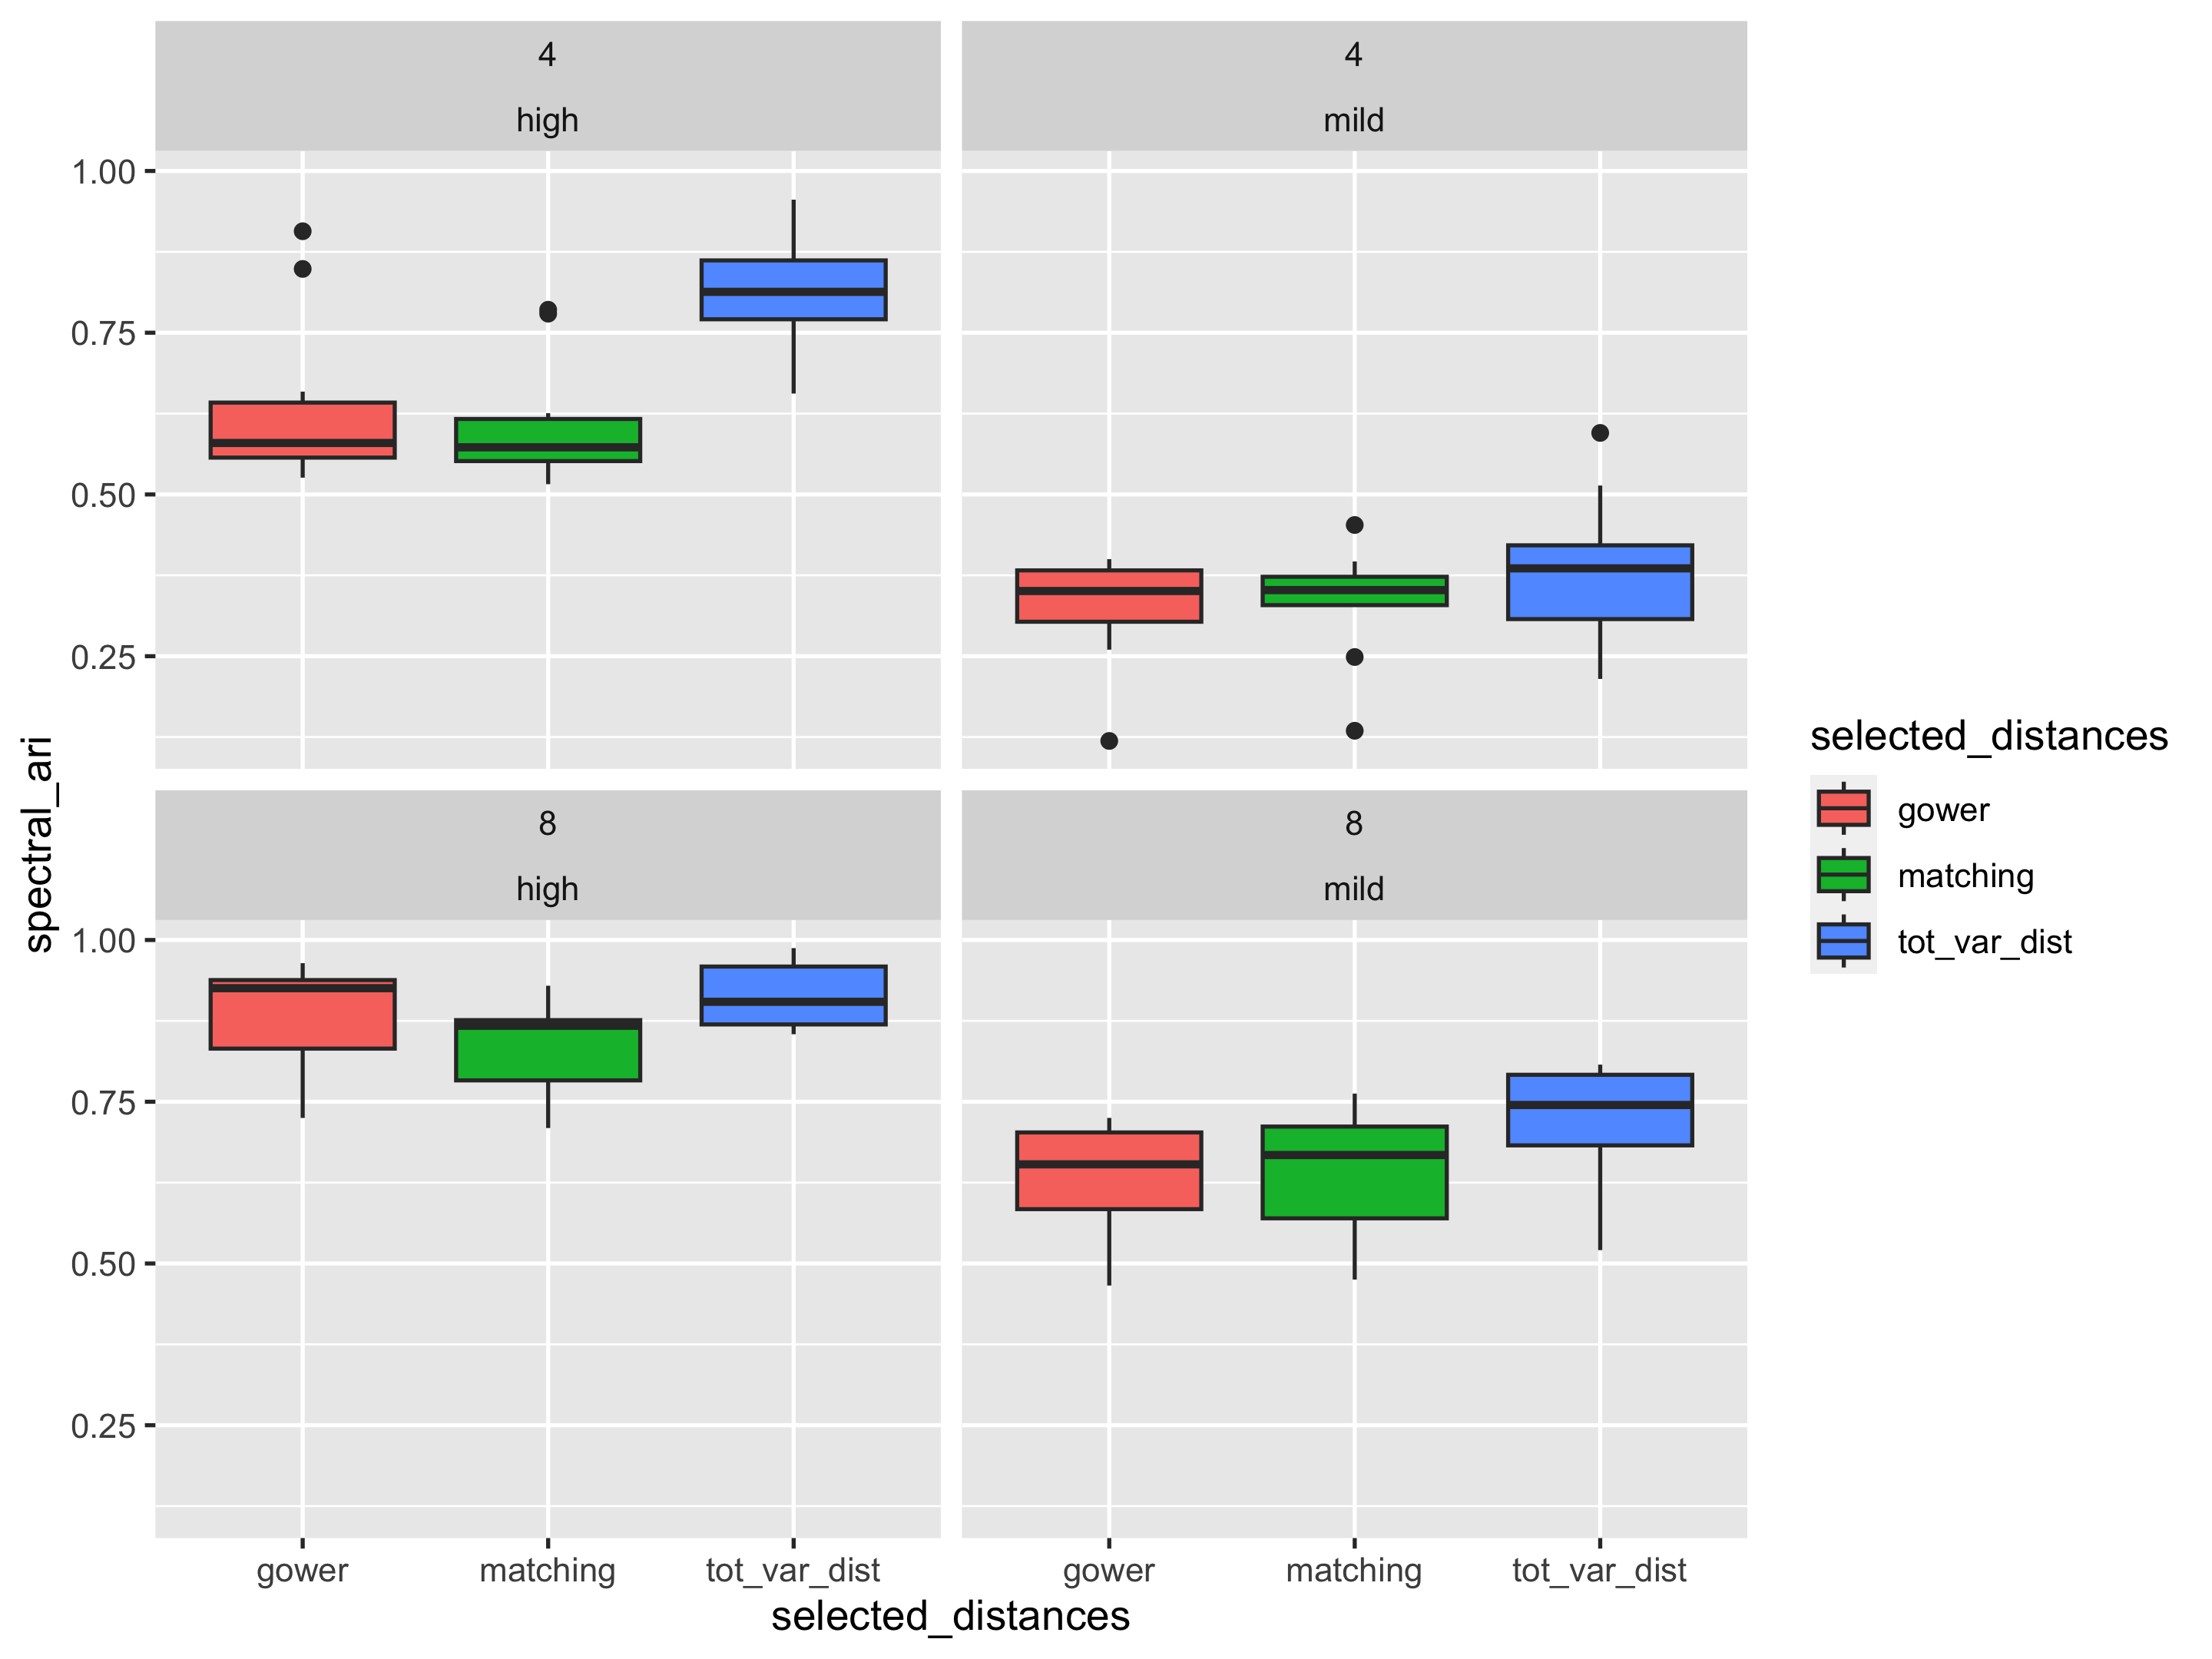 4
high
4
mild
1.00
0.75
0.50
0.25
8
high
8
mild
1.00
0.75
0.50
0.25
gower
matching
tot_var_dist
gower
matching
tot_var_dist
selected_distances
spectral_ari
selected_distances
gower
matching
tot_var_dist